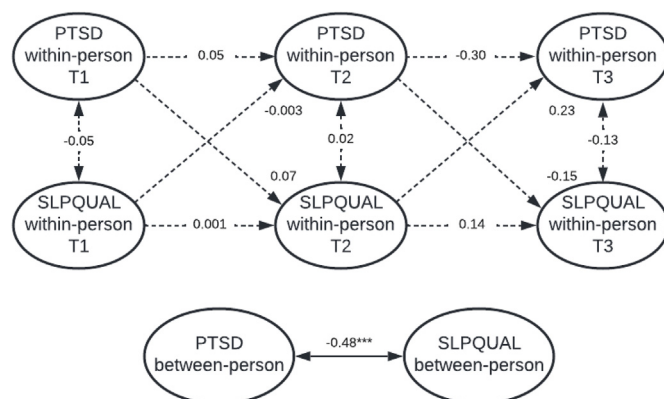 PTSD
within-person
T1
0.05
PTSD
within-person
T2
-0.30
PTSD
within-person
T3
-0.003
0.23
-0.05
0.02
-0.13
0.07
-0.15
SLPQUAL
within-person
T1
0.001
SLPQUAL
within-person
T2
0.14
SLPQUAL
within-person
T3
PTSD
between-person
-0.48***
SLPQUAL
between-person